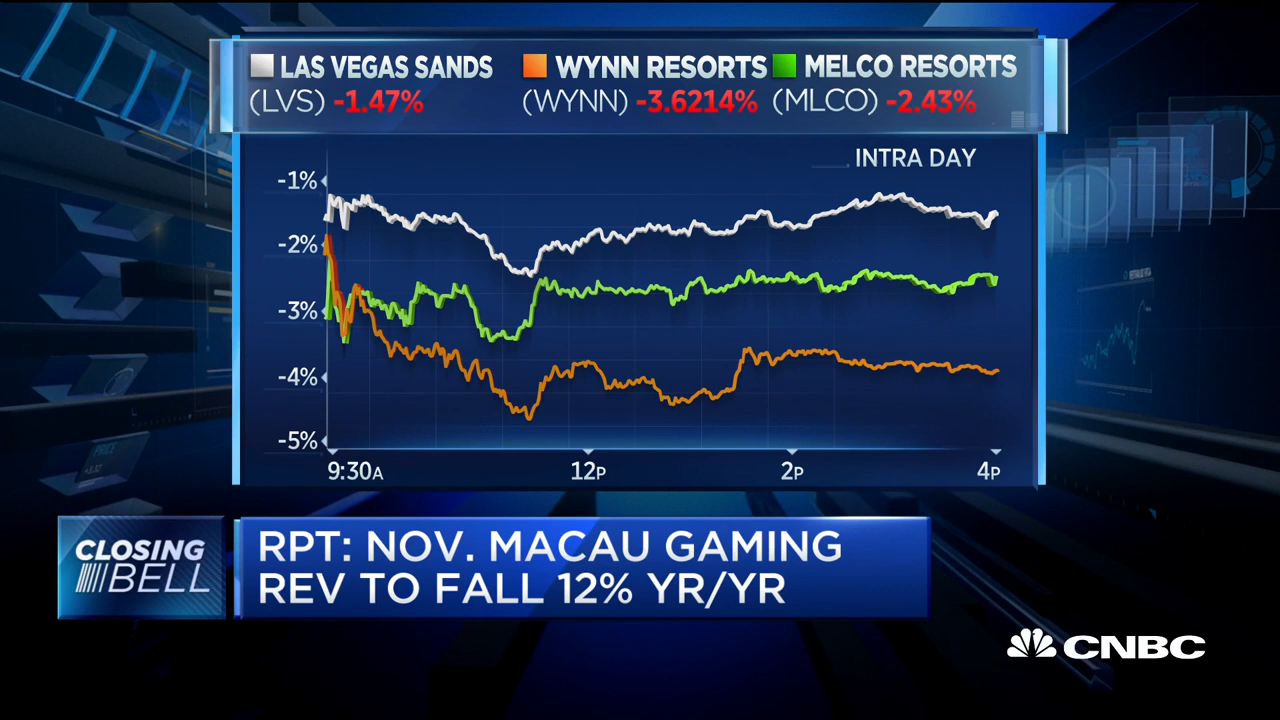 LAS VEGAS SANDS
(LVS) -1.47%
WYNN RESORTS
(WYNN) -3.6214%
MELCO RESORTS
(MLCO) -2.43%
INTRA DAY
-1%
-2%
-3%
-4%
-5%
9:30A
12P
2P
4P
PRICE
CLOSING
BELL
RPT: NOV. MACAU GAMING
REV TO FALL 12% YR/YR
CNBC